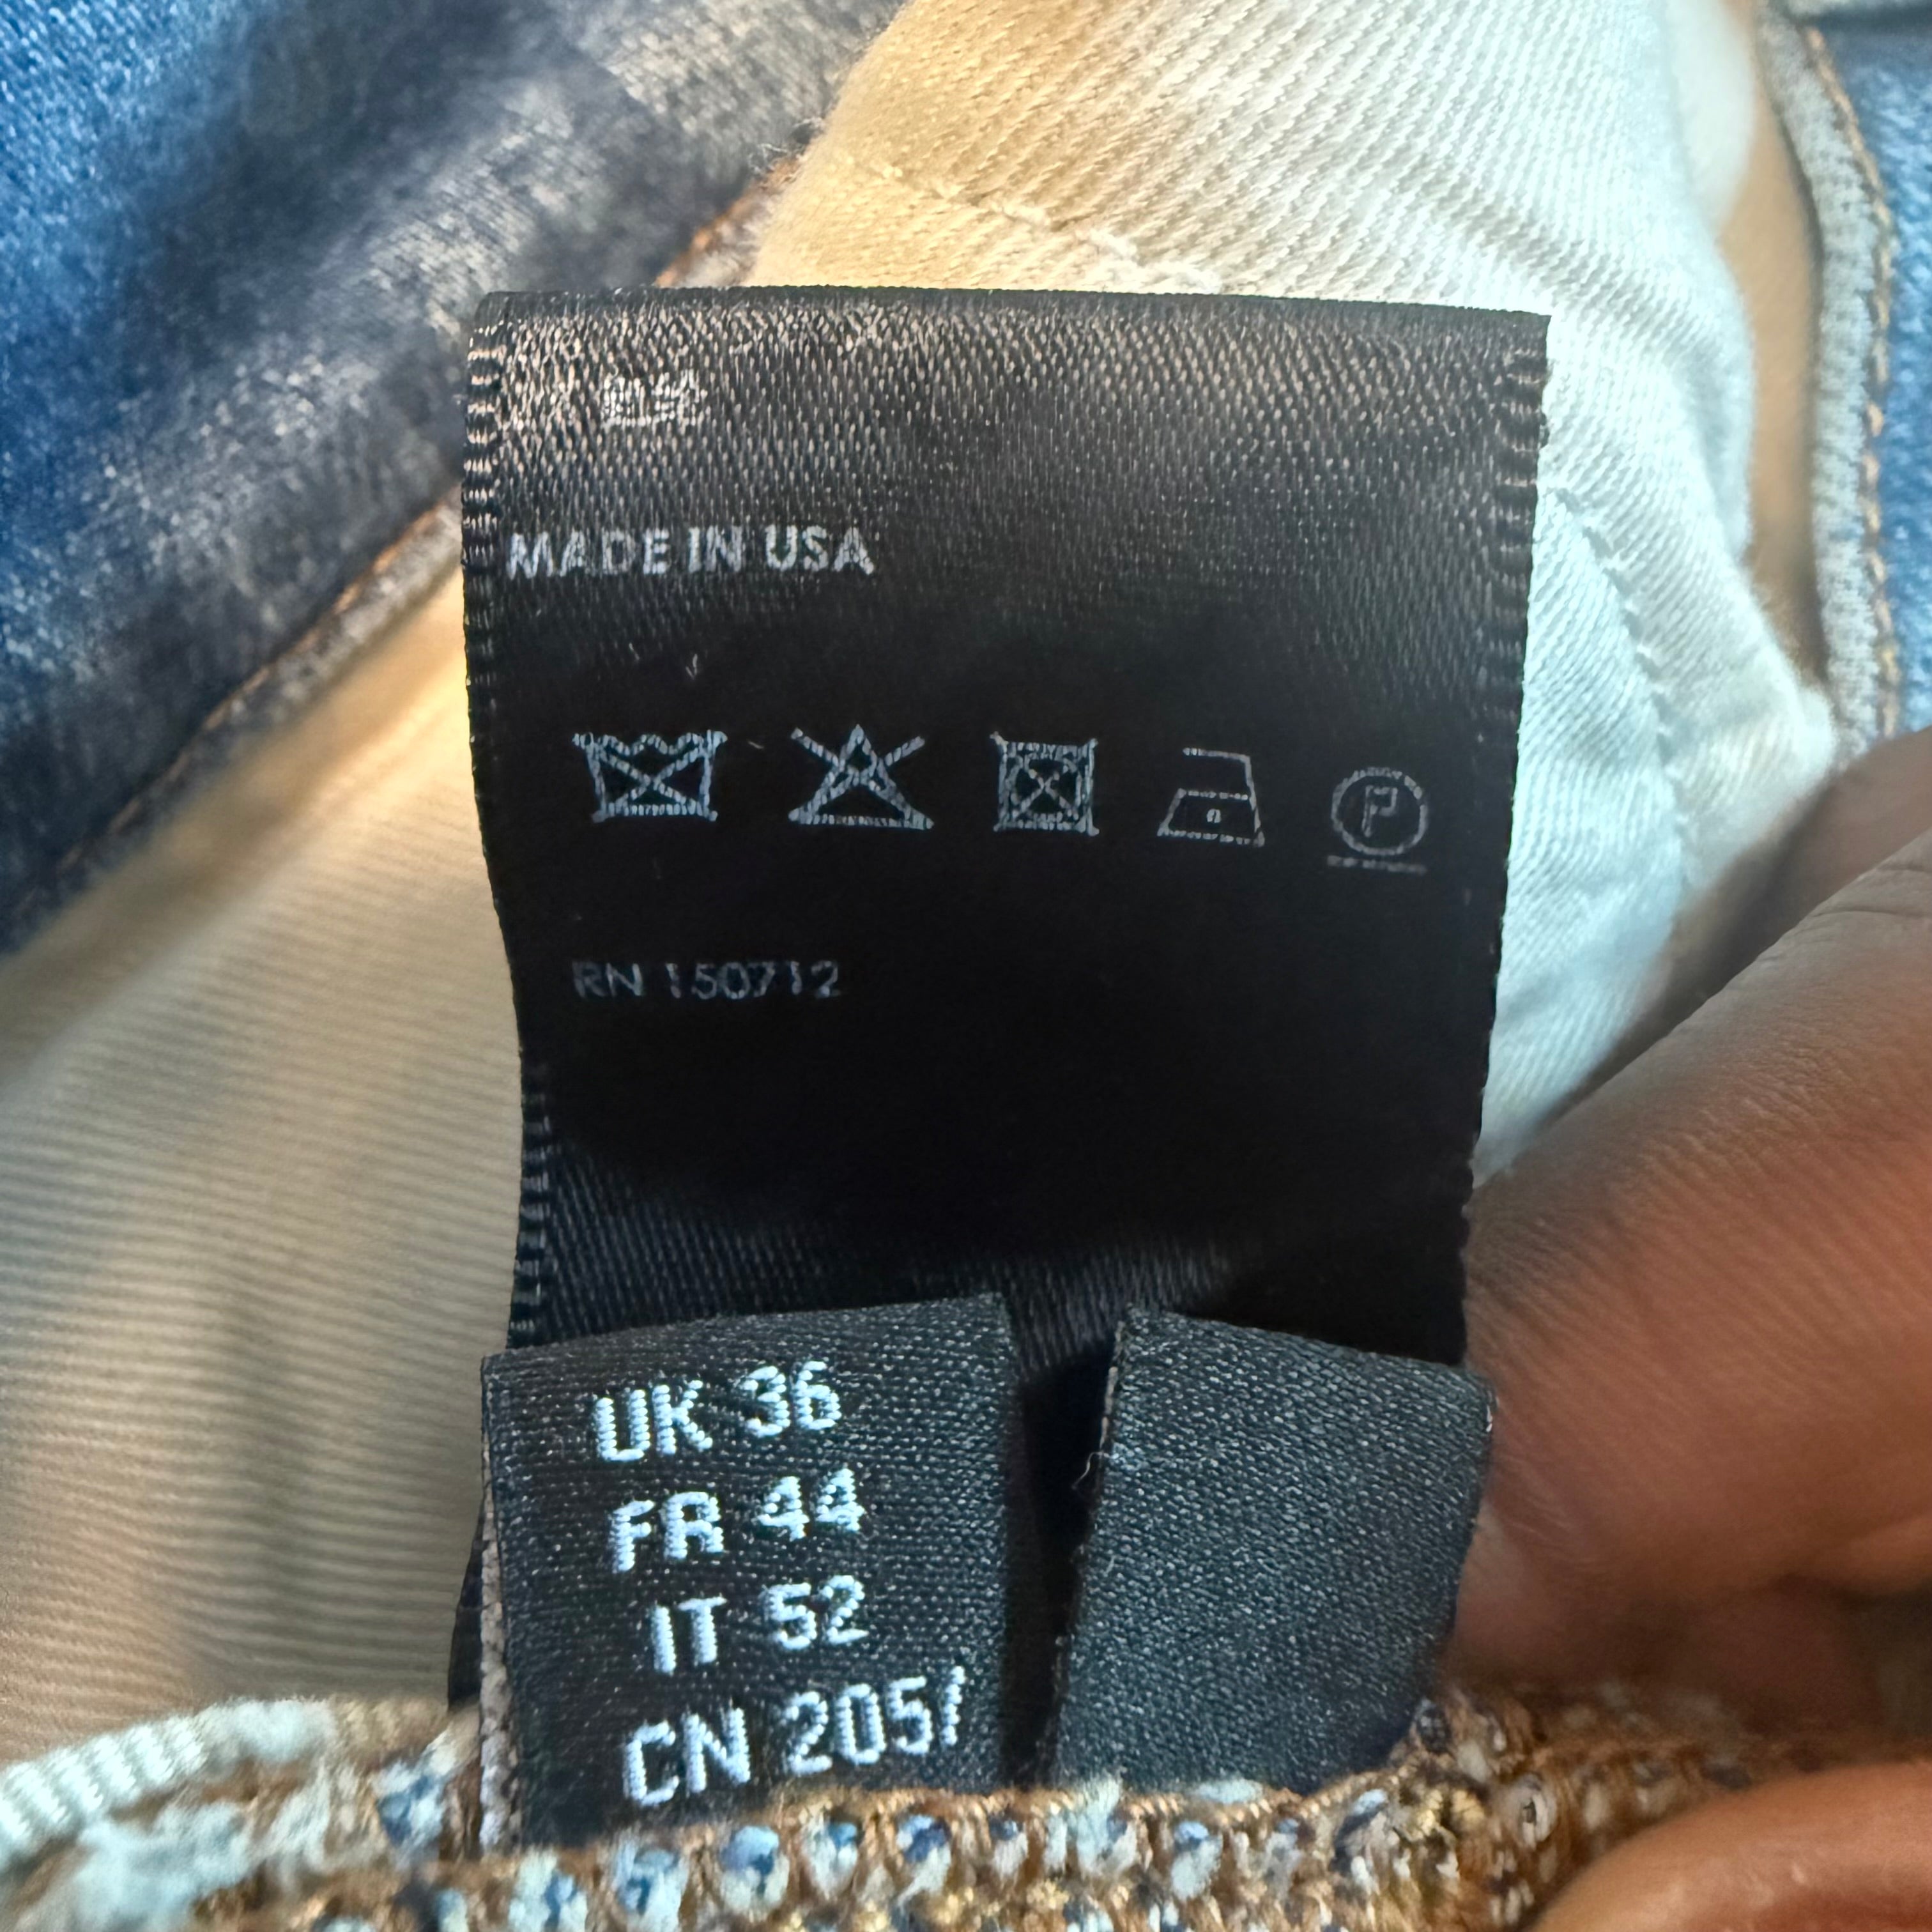 MADE IN USA
P
RN 150712
UK 36
FR 44
IT 52
CN 205/